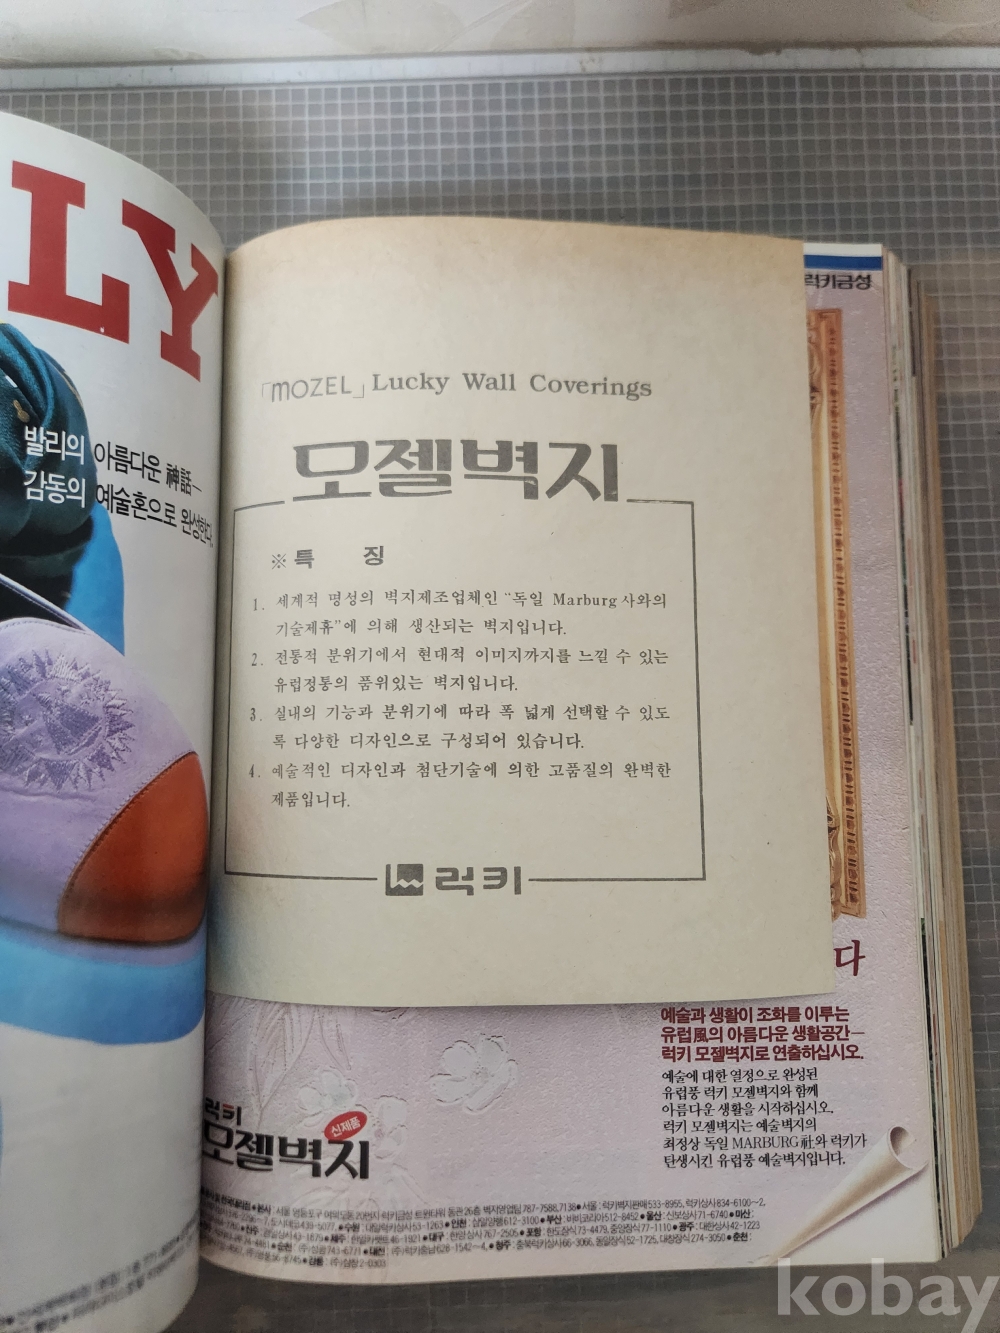 LY
발리의 아름다운 神話—
감동의 예술혼으로 완성한다.
럭키금성
「MOZEL」 Lucky Wall Coverings
모젤벽지
※ 특 징
1. 세계적 명성의 벽지제조업체인 "독일 Marburg 사와의
기술제휴"에 의해 생산되는 벽지입니다.
2. 전통적 분위기에서 현대적 이미지까지를 느낄 수 있는
유럽정통의 품위있는 벽지입니다.
3. 실내의 기능과 분위기에 따라 폭 넓게 선택할 수 있도
록 다양한 디자인으로 구성되어 있습니다.
4. 예술적인 디자인과 첨단기술에 의한 고품질의 완벽한
제품입니다.
럭키
다
예술과 생활이 조화를 이루는
유럽風의 아름다운 생활공간—
럭키 모젤벽지로 연출하십시오.
예술에 대한 열정으로 완성된
유럽풍 럭키 모젤벽지와 함께
아름다운 생활을 시작하십시오.
럭키 모젤벽지는 예술벽지의
최정상 독일 MARBURG社와 럭키가
탄생시킨 유럽풍 예술벽지입니다.
럭키
모젤벽지
신제품
kobay